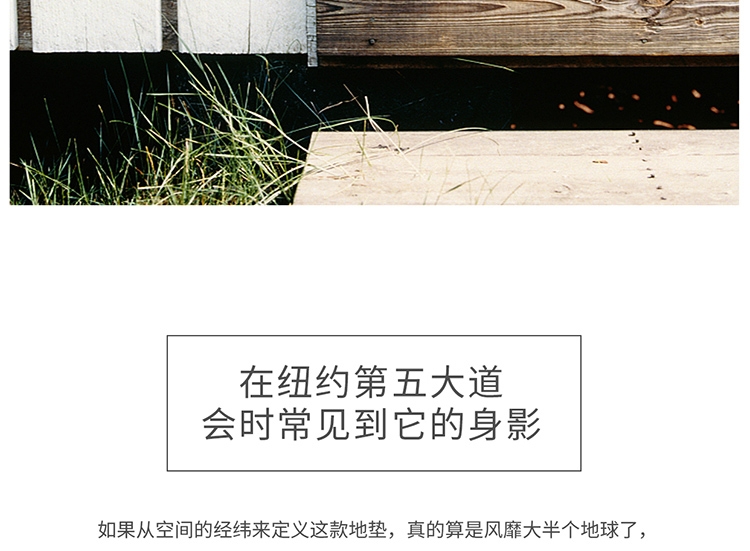 在纽约第五大道
会时常见到它的身影
如果从空间的经纬来定义这款地垫，真的算是风靡大半个地球了，